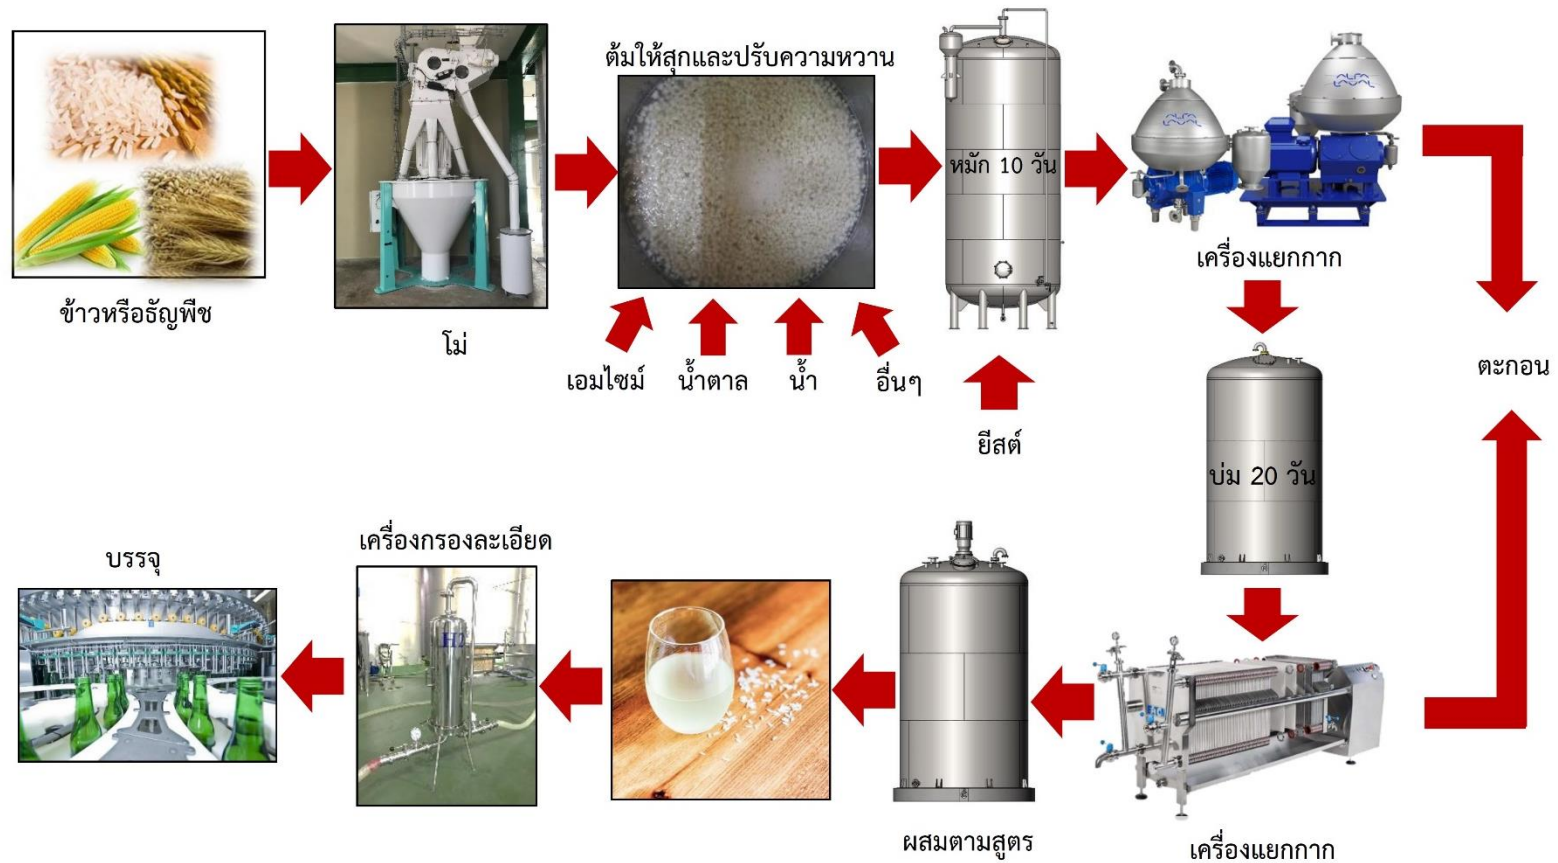 ต้มให้สุกและปรับความหวาน
หมัก 10 วัน
ALFA
LAVAL
ALFA
LAVAL
เครื่องแยกกาก
ข้าวหรือธัญพืช
โม่
เอมไซม์
น้ำตาล
น้ำ
อื่นๆ
ยีสต์
ตะกอน
บ่ม 20 วัน
บรรจุ
เครื่องกรองละเอียด
ผสมตามสูตร
เครื่องแยกกาก